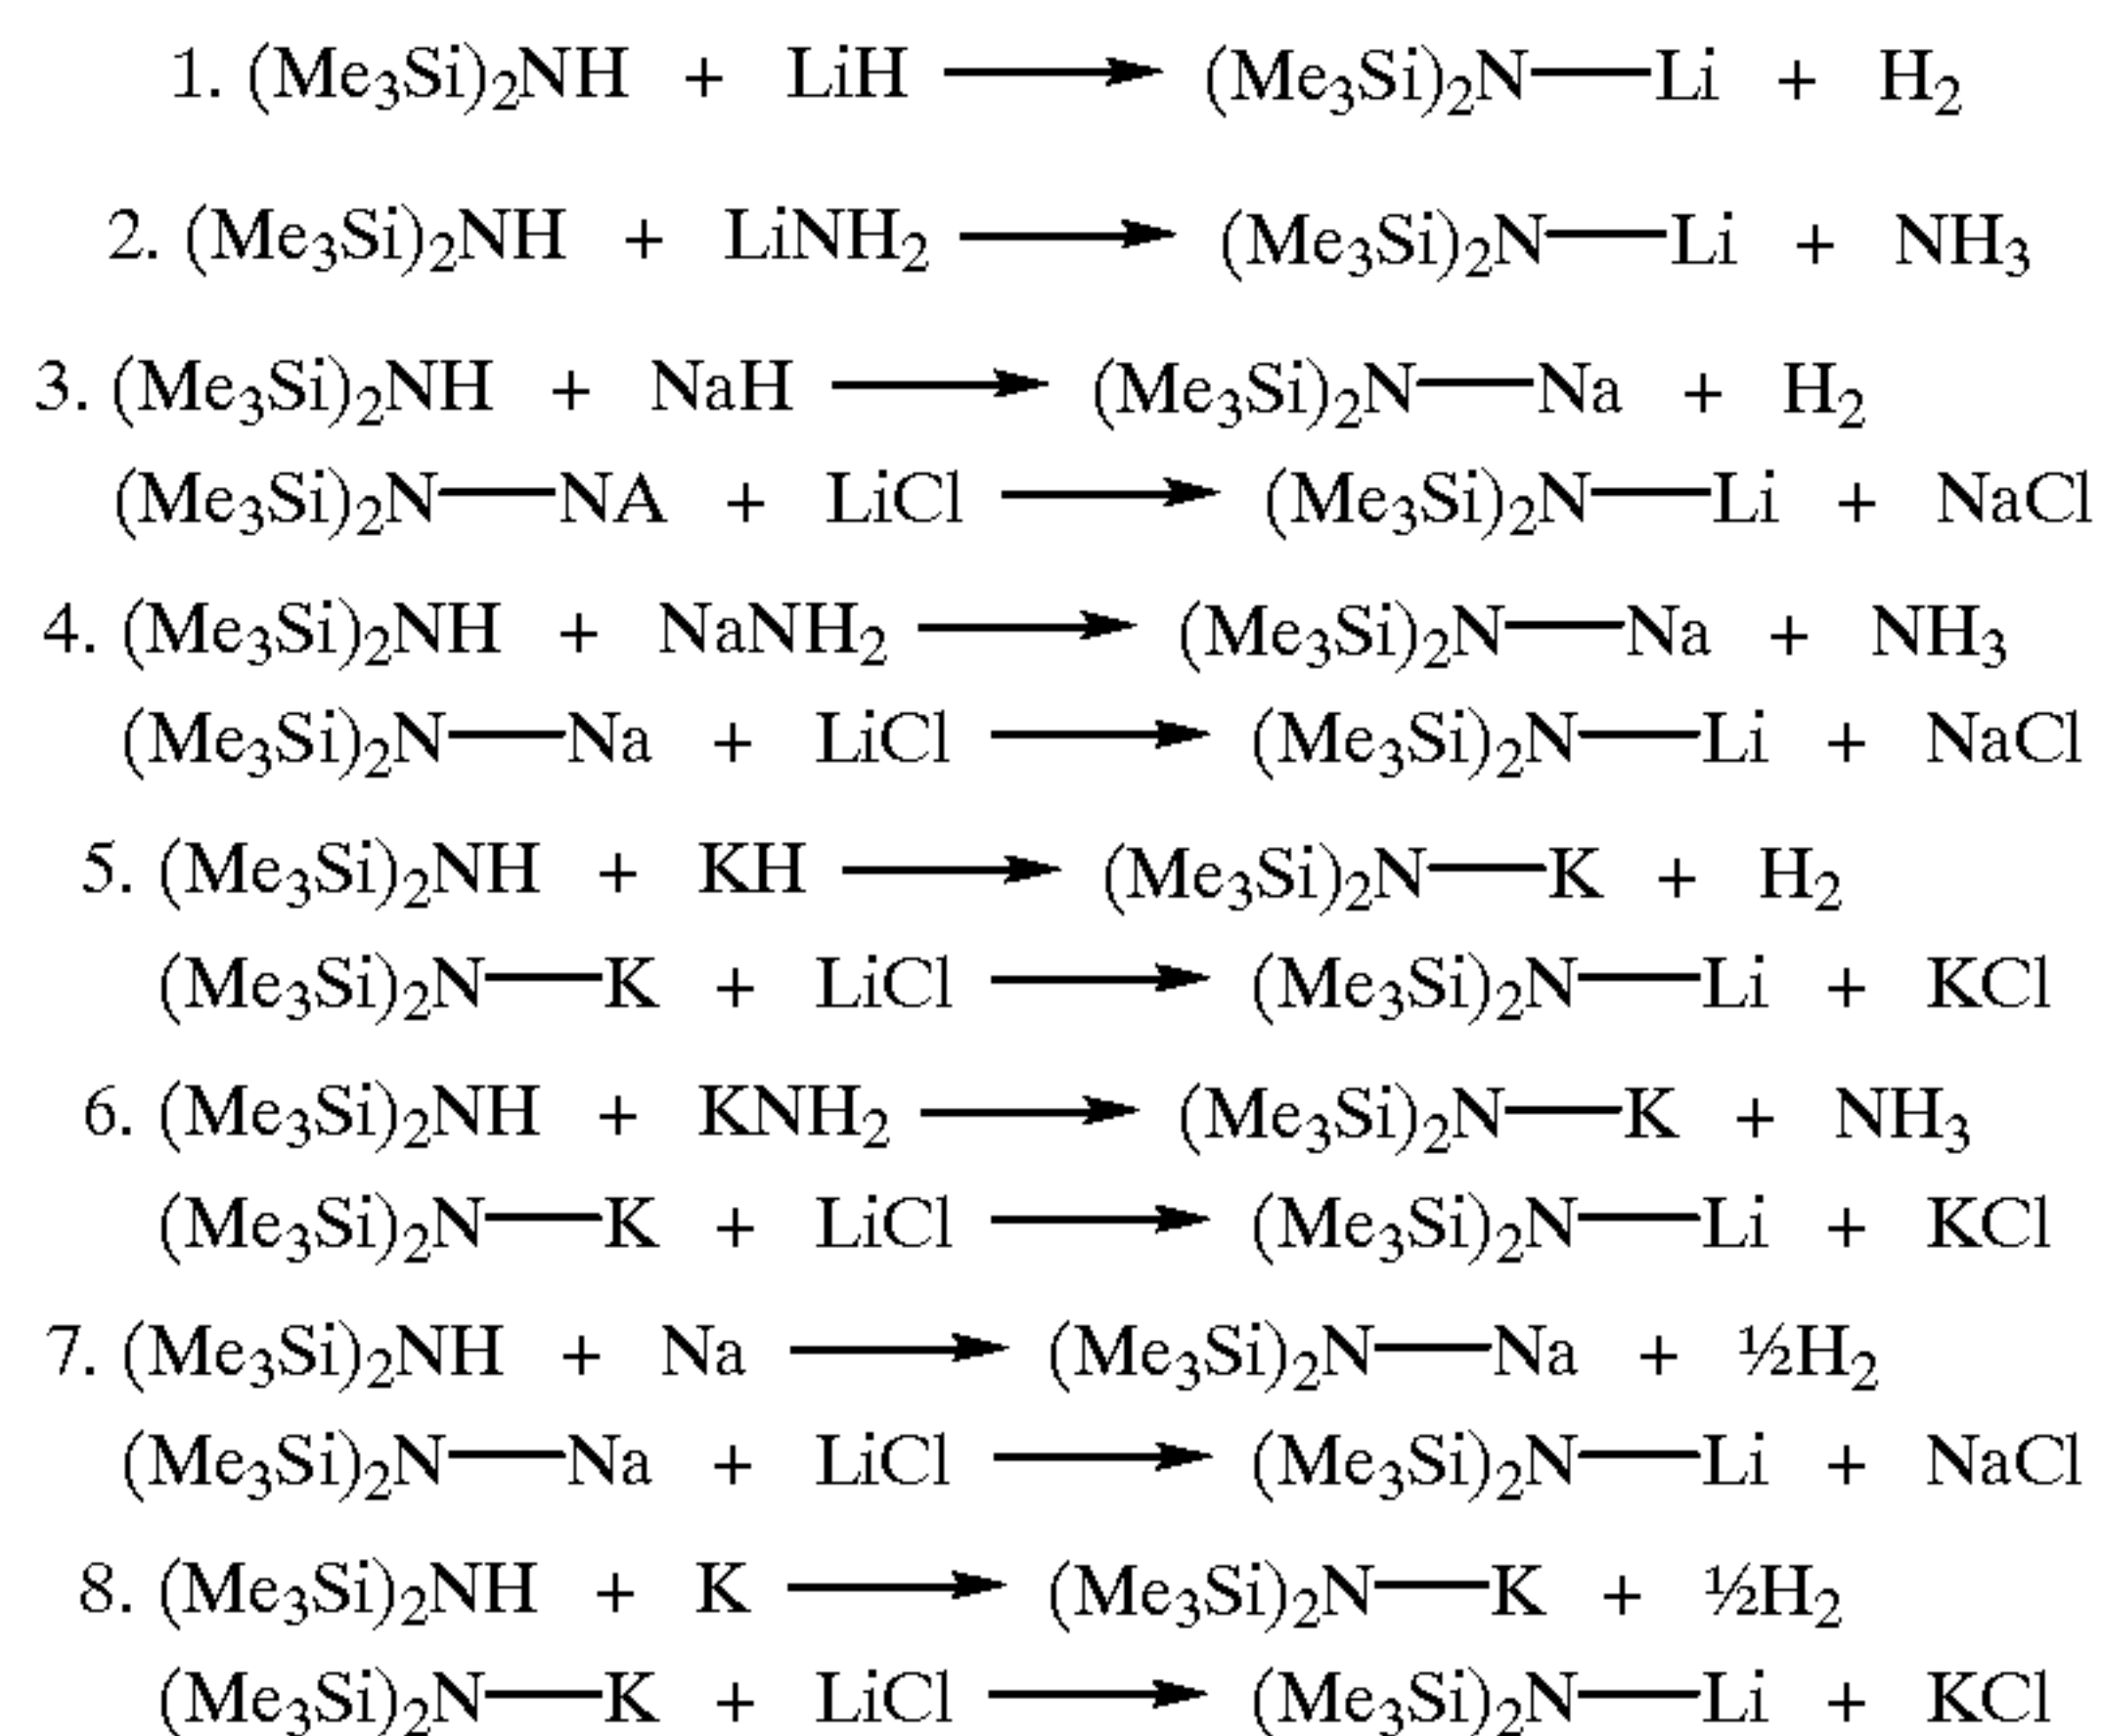 1. (Me₃Si)₂NH + LiH ⟶ (Me₃Si)₂N—Li + H₂
2. (Me₃Si)₂NH + LiNH₂ ⟶ (Me₃Si)₂N—Li + NH₃
3. (Me₃Si)₂NH + NaH ⟶ (Me₃Si)₂N—Na + H₂
(Me₃Si)₂N—NA + LiCl ⟶ (Me₃Si)₂N—Li + NaCl
4. (Me₃Si)₂NH + NaNH₂ ⟶ (Me₃Si)₂N—Na + NH₃
(Me₃Si)₂N—Na + LiCl ⟶ (Me₃Si)₂N—Li + NaCl
5. (Me₃Si)₂NH + KH ⟶ (Me₃Si)₂N—K + H₂
(Me₃Si)₂N—K + LiCl ⟶ (Me₃Si)₂N—Li + KCl
6. (Me₃Si)₂NH + KNH₂ ⟶ (Me₃Si)₂N—K + NH₃
(Me₃Si)₂N—K + LiCl ⟶ (Me₃Si)₂N—Li + KCl
7. (Me₃Si)₂NH + Na ⟶ (Me₃Si)₂N—Na + ½H₂
(Me₃Si)₂N—Na + LiCl ⟶ (Me₃Si)₂N—Li + NaCl
8. (Me₃Si)₂NH + K ⟶ (Me₃Si)₂N—K + ½H₂
(Me₃Si)₂N—K + LiCl ⟶ (Me₃Si)₂N—Li + KCl